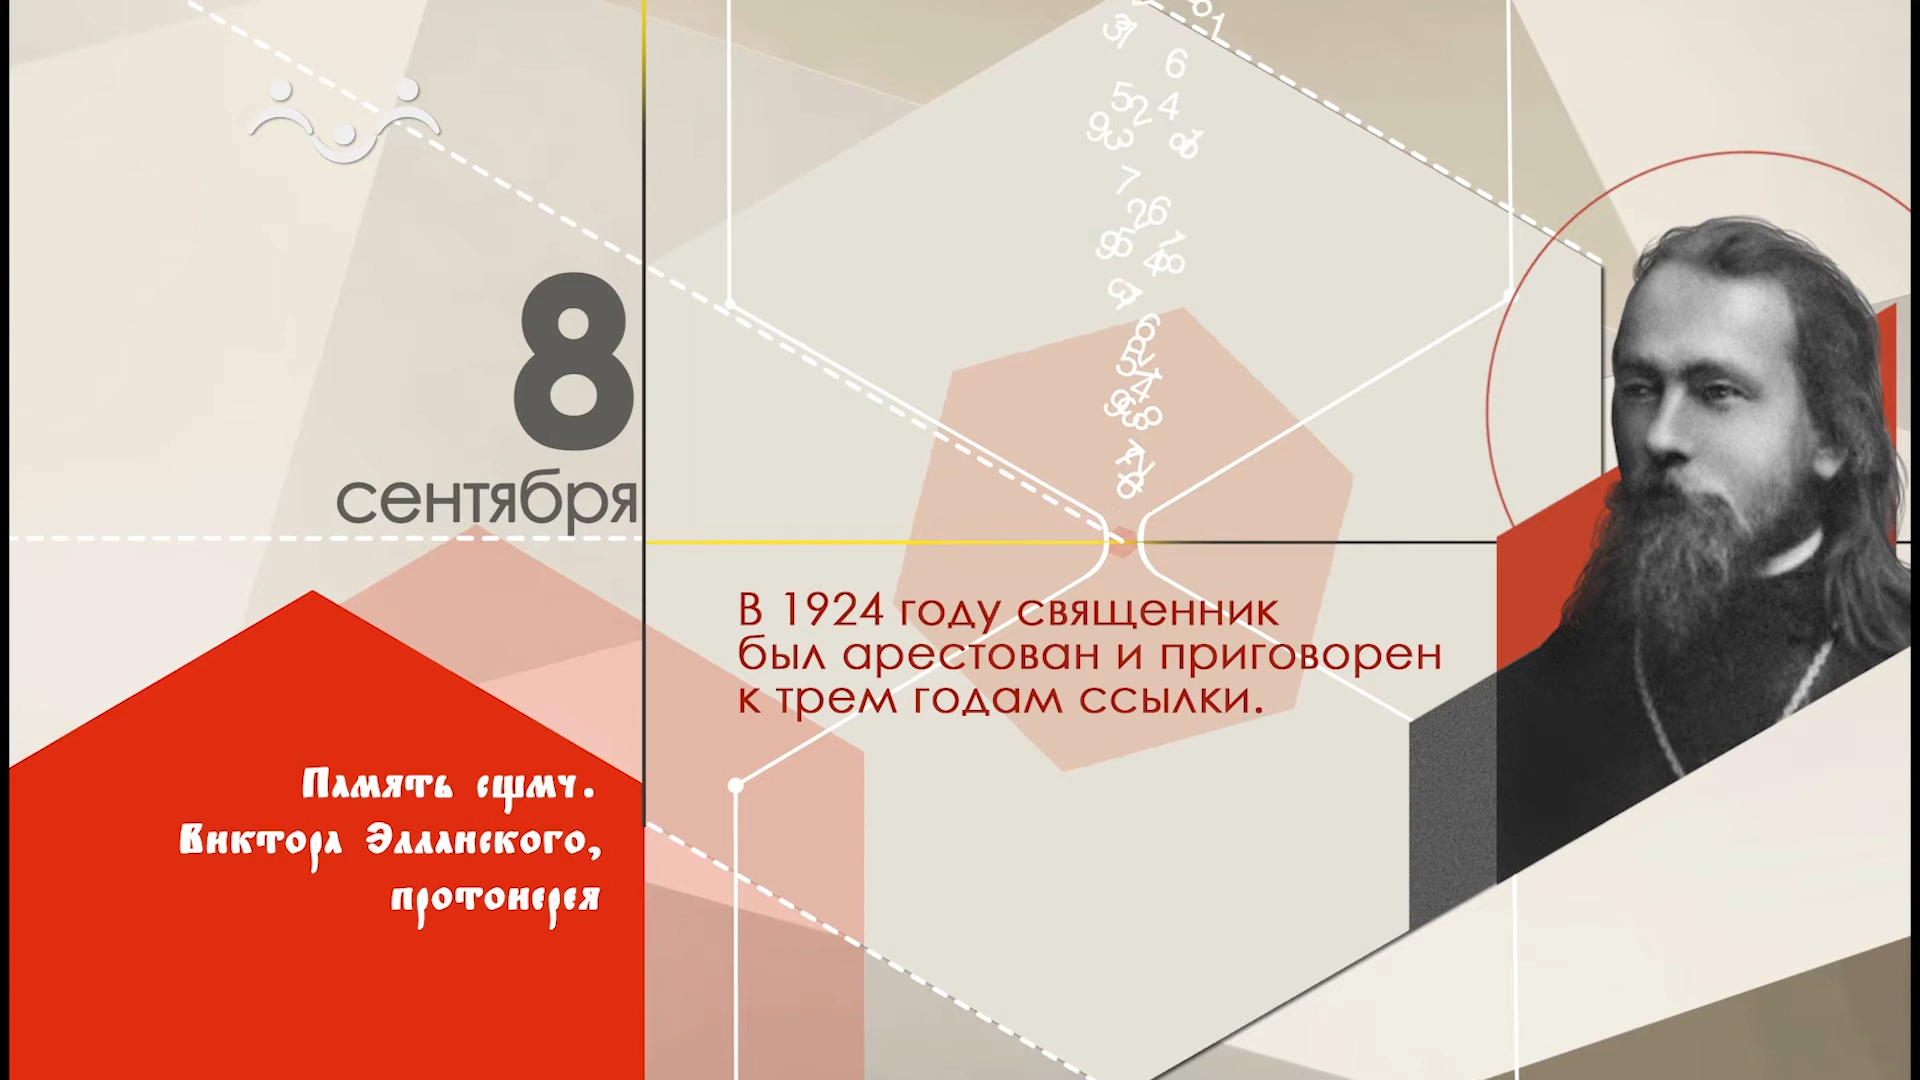 8
сентября
В 1924 году священник
был арестован и приговорен
к трем годам ссылки.
Память сщмч.
Виктора Элланского,
протоиерея